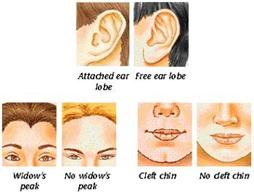 Attached ear lobe
Free ear lobe
Widow's peak
No widow's peak
Cleft chin
No cleft chin